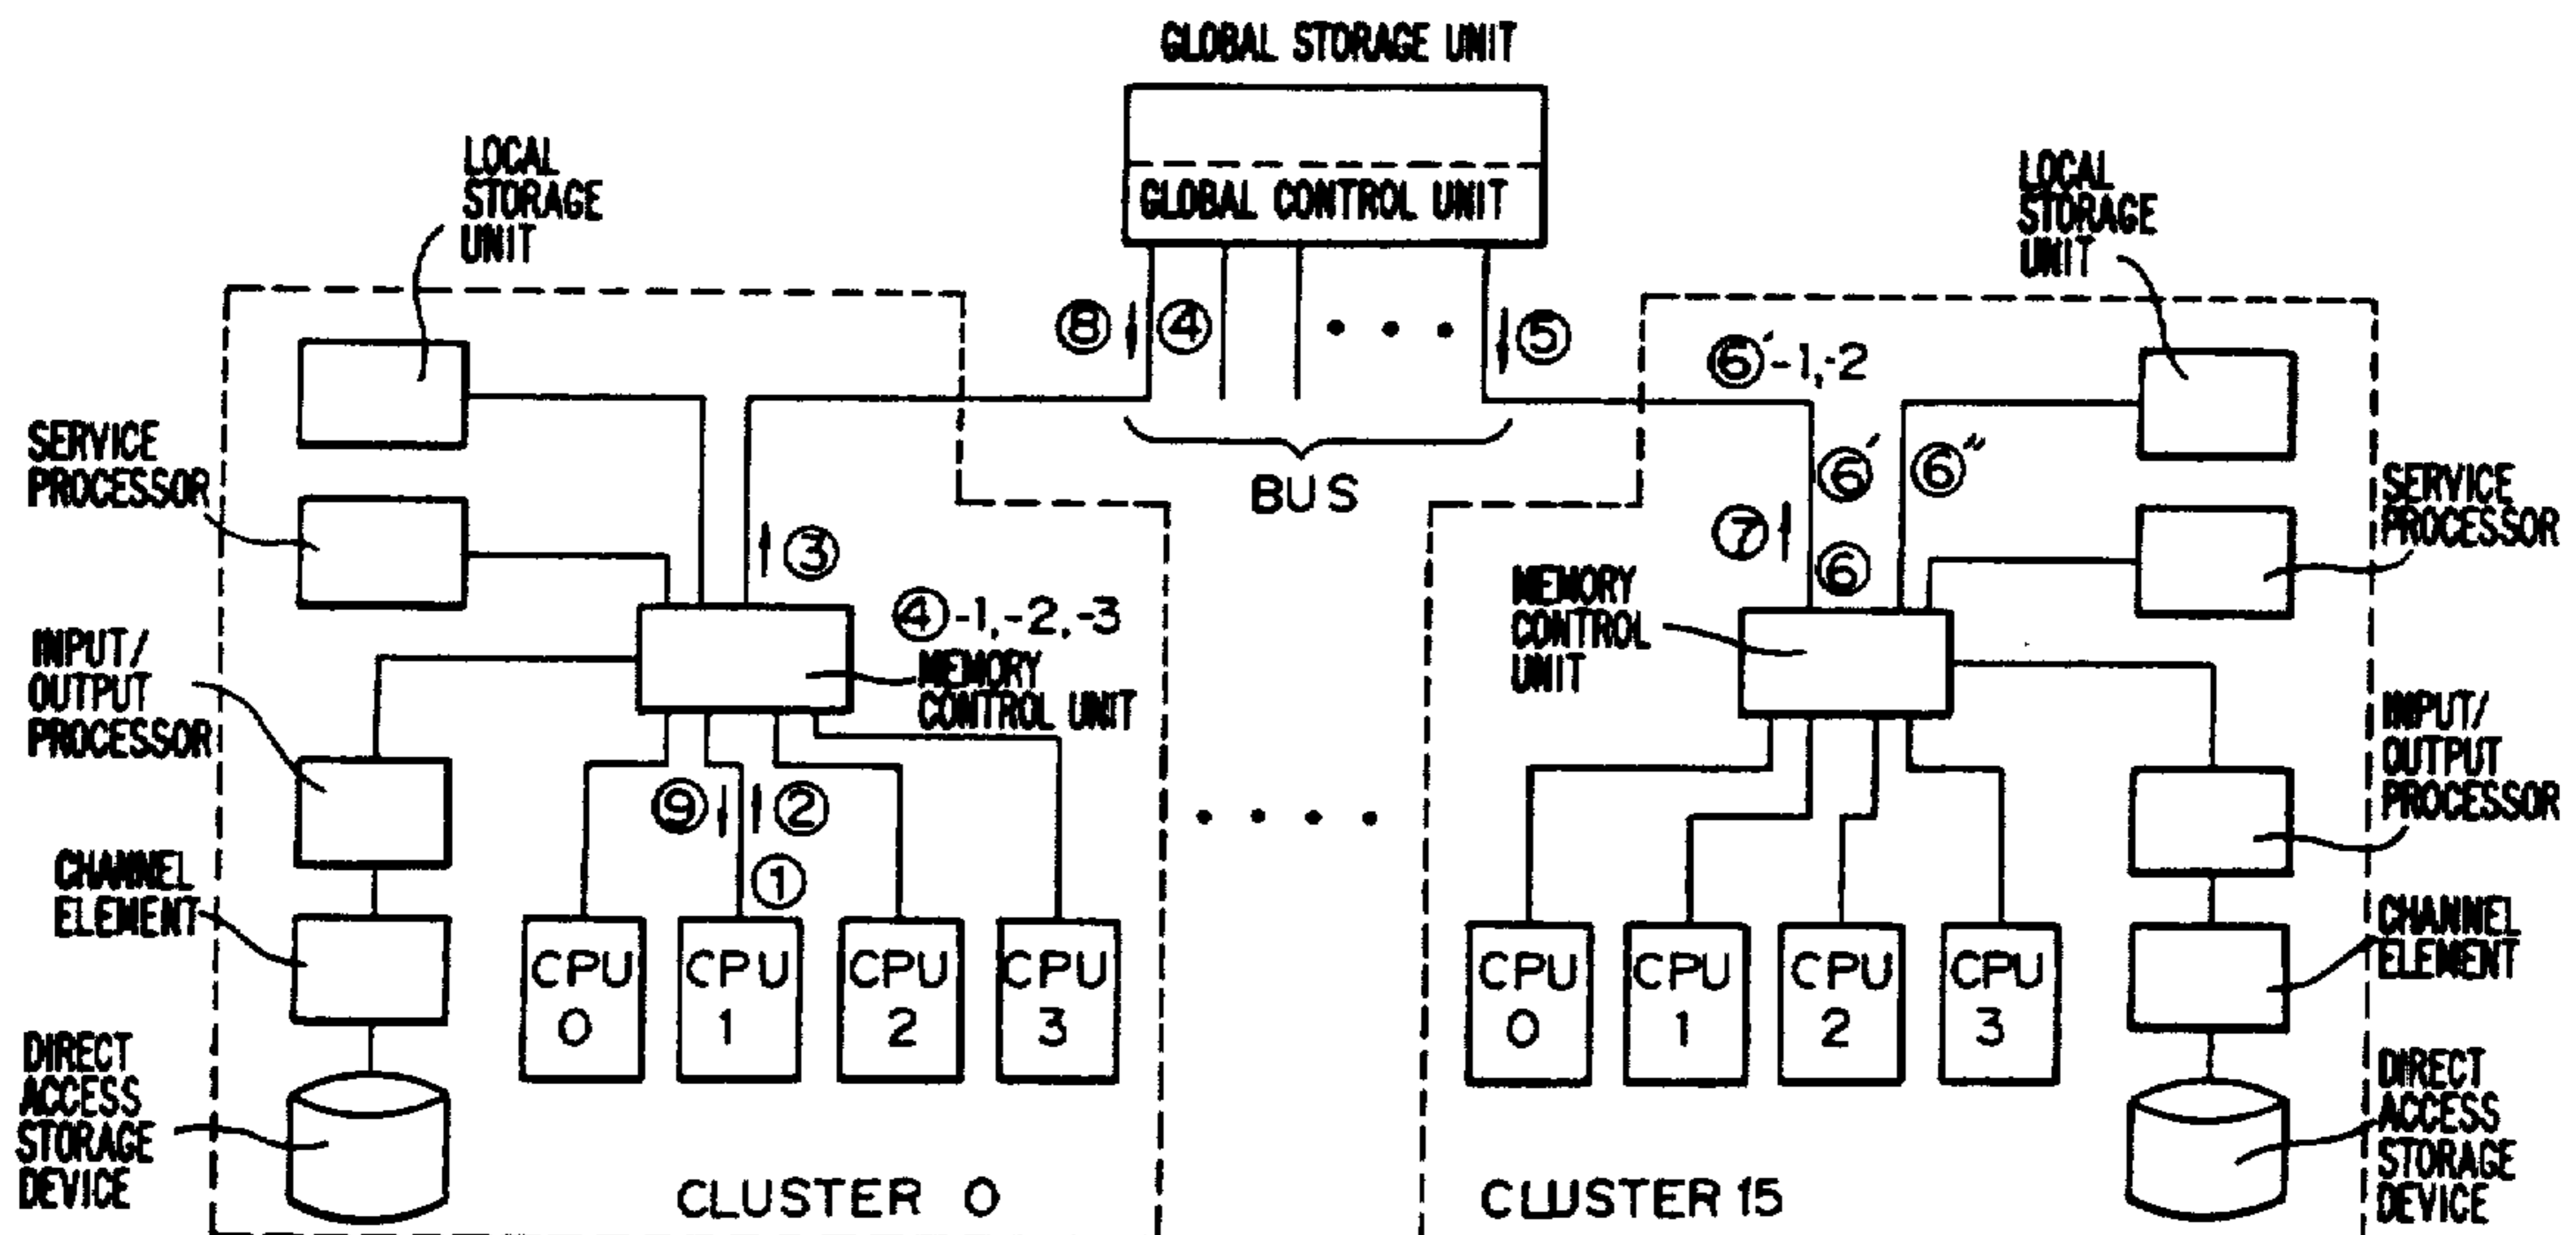 GLOBAL STORAGE UNIT
GLOBAL CONTROL UNIT
LOCAL
STORAGE
UNIT
LOCAL
STORAGE
UNIT
⑧ ④ ⑤
⑥′-1,-2
SERVICE
PROCESSOR
BUS
⑥′ ⑥″
SERVICE
PROCESSOR
③
⑦ ⑥
④-1,-2,-3
MEMORY
CONTROL UNIT
MEMORY
CONTROL
UNIT
INPUT/
OUTPUT
PROCESSOR
INPUT/
OUTPUT
PROCESSOR
⑨ ②
①
CHANNEL
ELEMENT
CHANNEL
ELEMENT
CPU
0
CPU
1
CPU
2
CPU
3
CPU
0
CPU
1
CPU
2
CPU
3
DIRECT
ACCESS
STORAGE
DEVICE
DIRECT
ACCESS
STORAGE
DEVICE
CLUSTER 0
CLUSTER 15